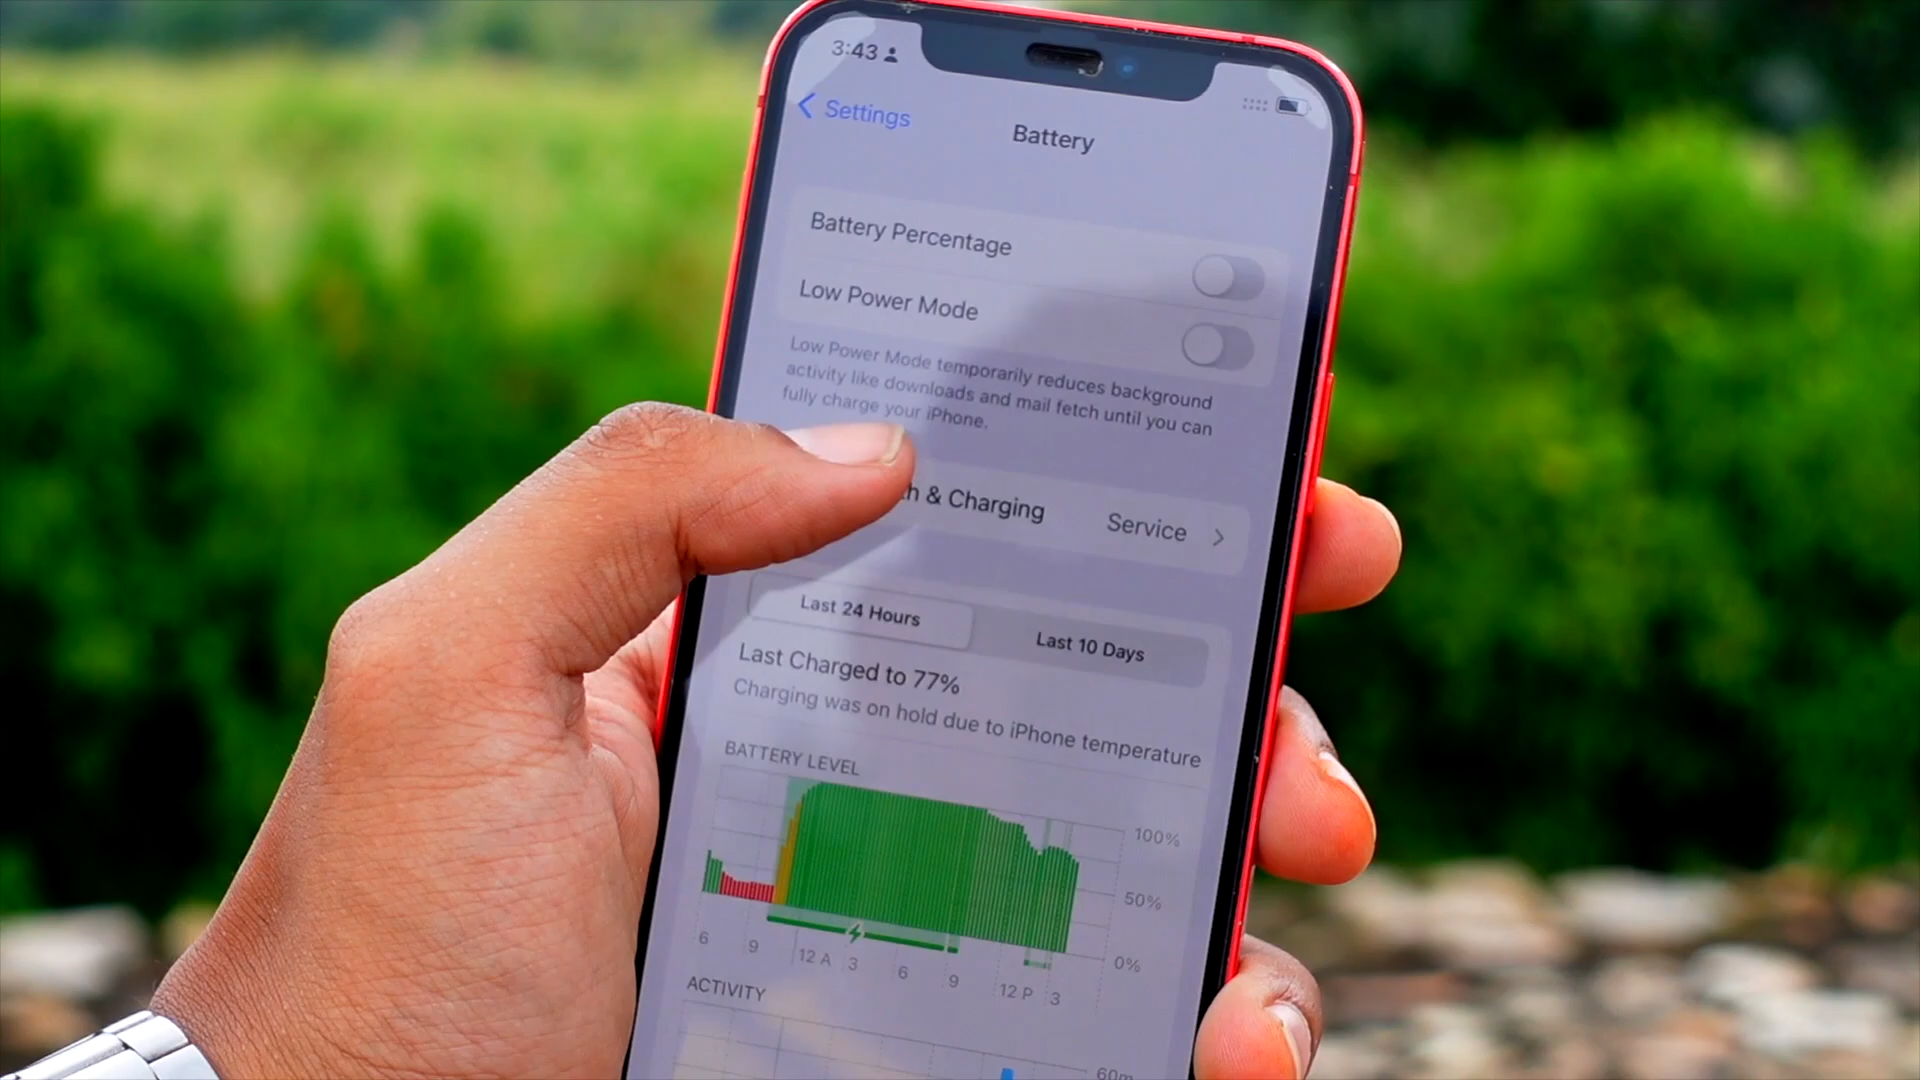 3:43
Settings
Battery
Battery Percentage
Low Power Mode
Low Power Mode temporarily reduces background
activity like downloads and mail fetch until you can
fully charge your iPhone.
& Charging Service
Last 24 Hours
Last 10 Days
Last Charged to 77%
Charging was on hold due to iPhone temperature
BATTERY LEVEL
100%
50%
0%
6 9 12 A 3 6 9 12 P 3
ACTIVITY
60m